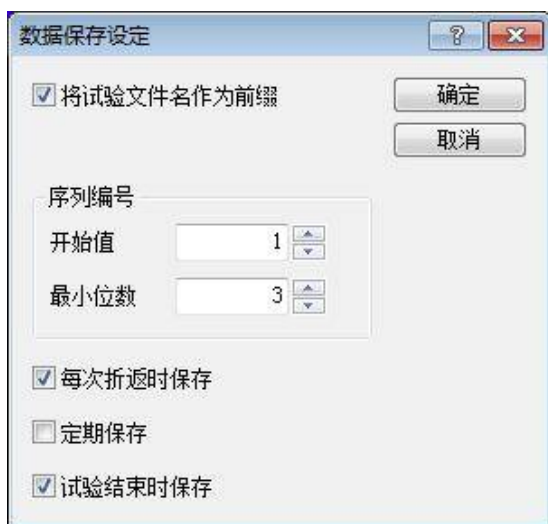 数据保存设定
将试验文件名作为前缀
确定
取消
序列编号
开始值 1
最小位数 3
每次折返时保存
定期保存
试验结束时保存